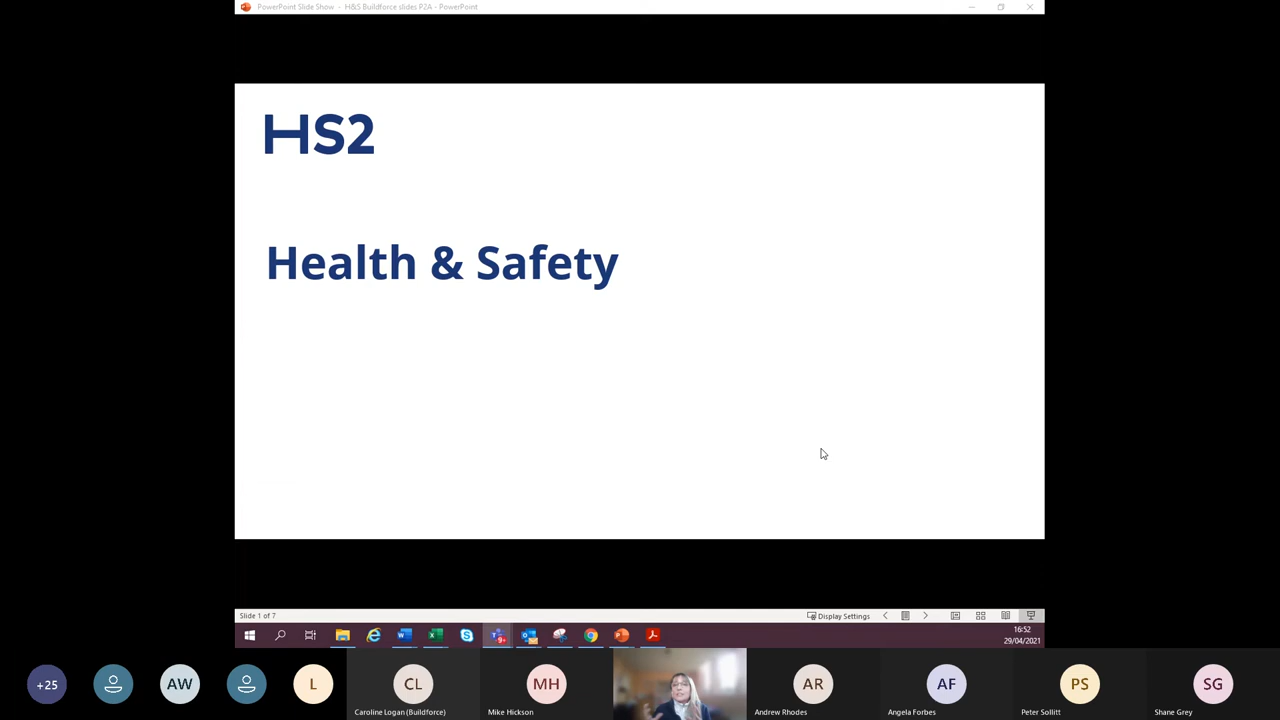 PowerPoint Slide Show - H&S Buildforce slides P2A - PowerPoint
HS2
Health & Safety
Slide 1 of 7
Display Settings
16:52
29/04/2021
+25
AW
L
CL
Caroline Logan (Buildforce)
MH
Mike Hickson
AR
Andrew Rhodes
AF
Angela Forbes
PS
Peter Sollitt
SG
Shane Grey